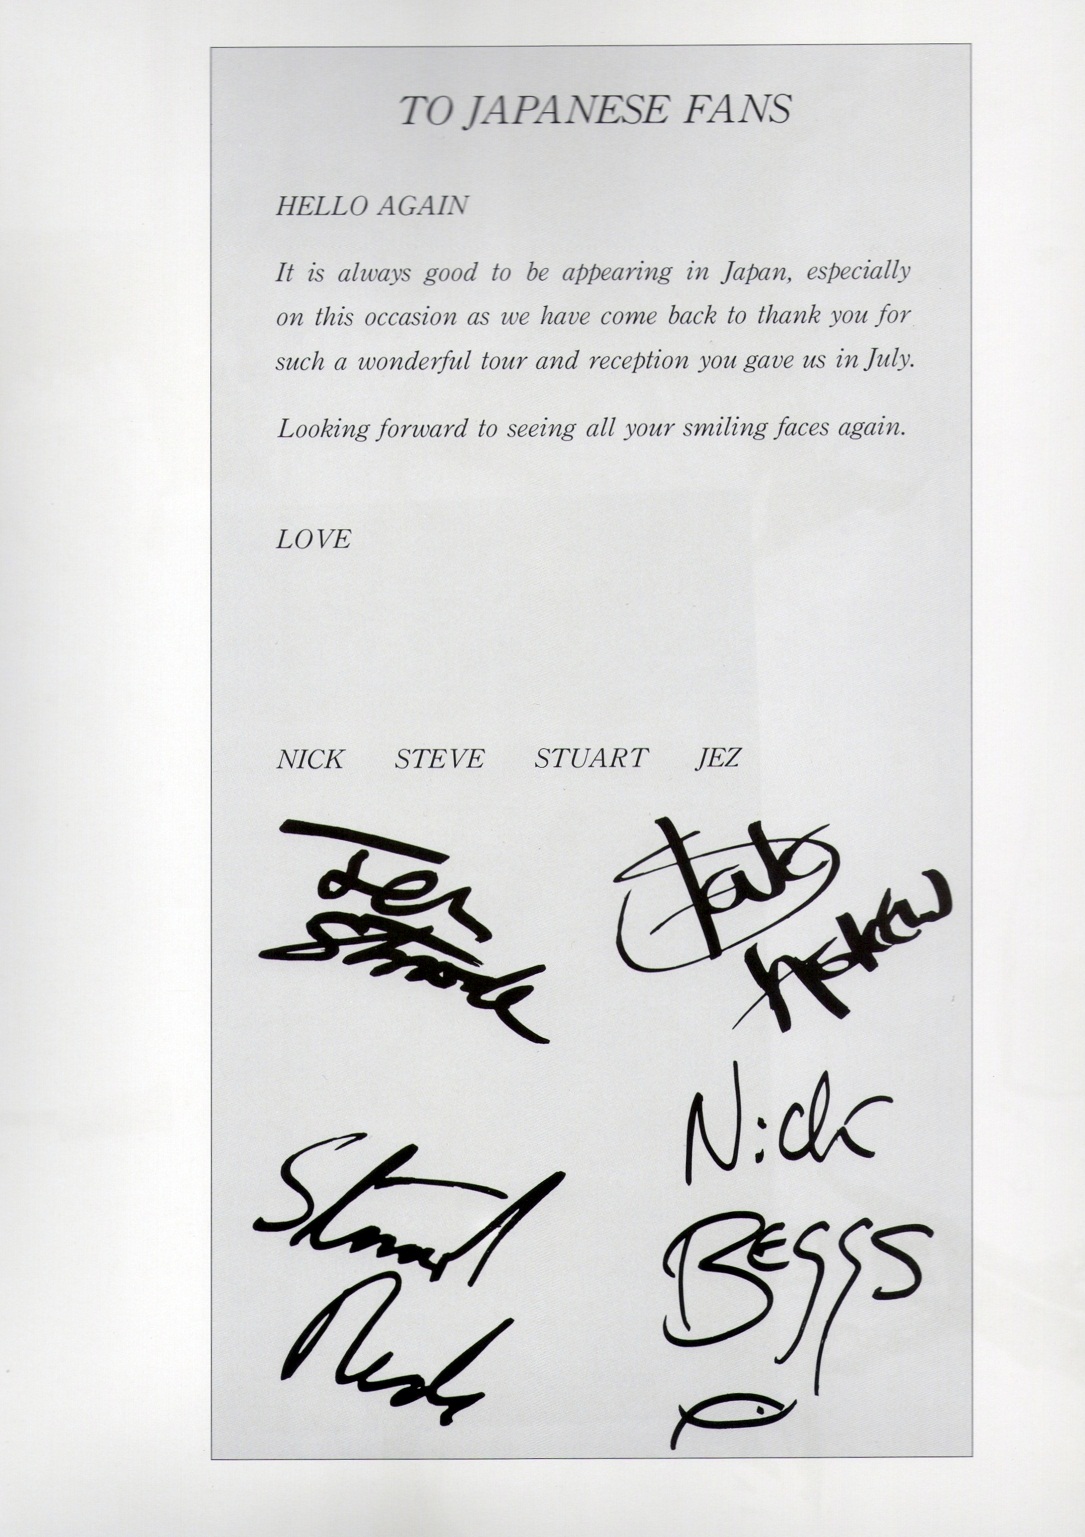 TO JAPANESE FANS
HELLO AGAIN
It is always good to be appearing in Japan, especially
on this occasion as we have come back to thank you for
such a wonderful tour and reception you gave us in July.
Looking forward to seeing all your smiling faces again.
LOVE
NICK STEVE STUART JEZ
Jez
Strode
Askew
Nick
BEGGS
Stuart